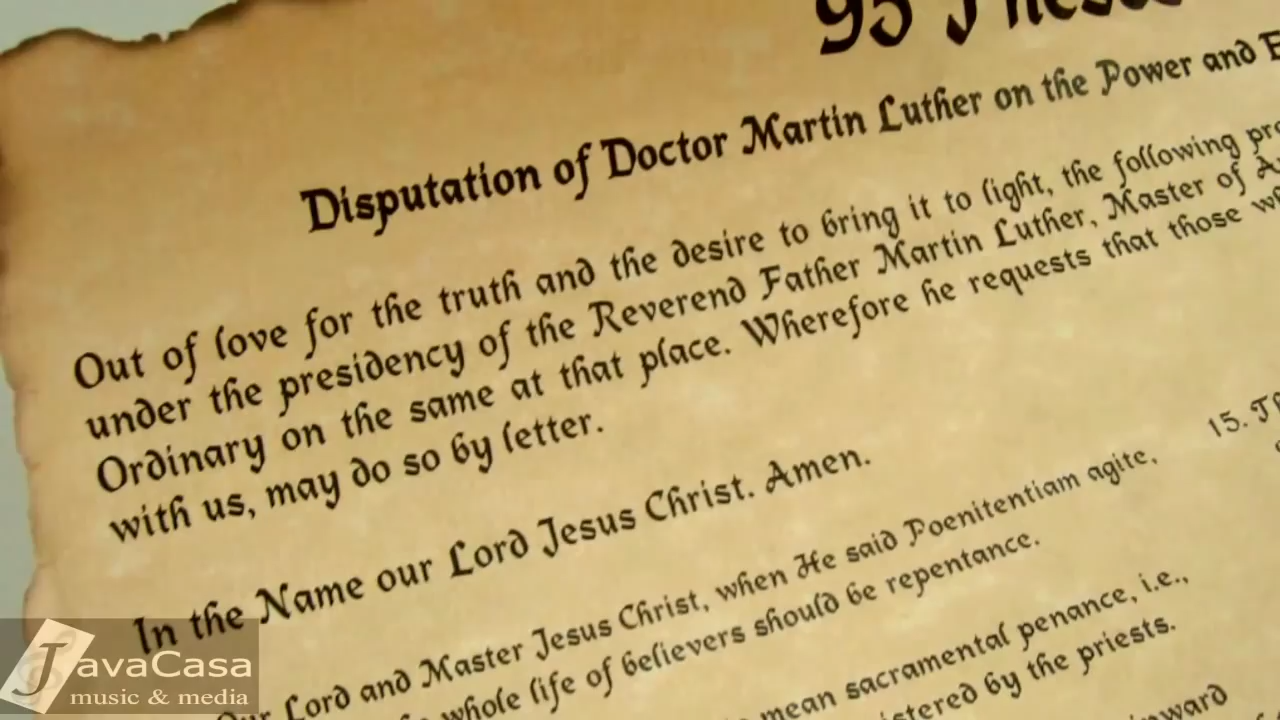 95 Theses
Disputation of Doctor Martin Luther on the Power and
Out of love for the truth and the desire to bring it to light, the following
under the presidency of the Reverend Father Martin Luther, Master of
Ordinary on the same at that place. Wherefore he requests that those
with us, may do so by letter.
In the Name our Lord Jesus Christ. Amen.
Our Lord and Master Jesus Christ, when He said Poenitentiam agite,
whole life of believers should be repentance.
mean sacramental penance, i.e.,
by the priests.
15.
JavaCasa
music & media